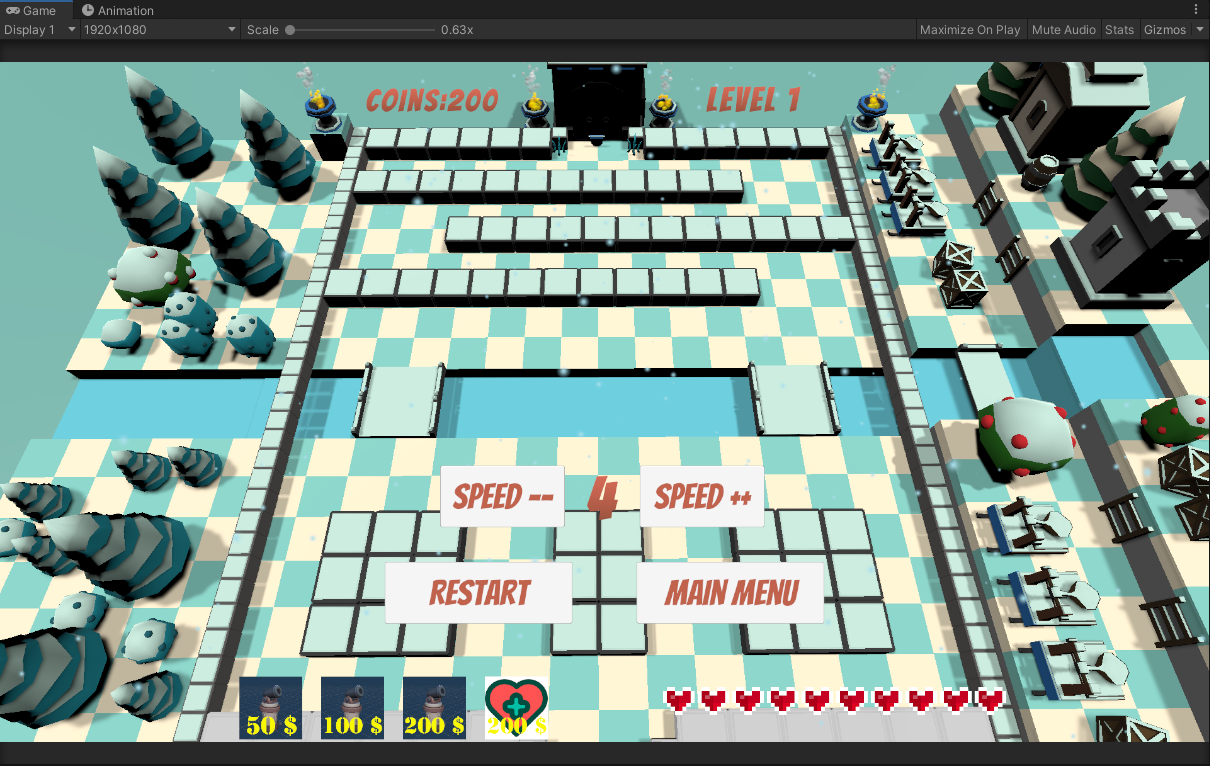 Game
Animation
Display 1
1920x1080
Scale
0.63x
Maximize On Play
Mute Audio
Stats
Gizmos
COINS:200
LEVEL 1
SPEED --
4
SPEED ++
RESTART
MAIN MENU
50 $
100 $
200 $
200 $